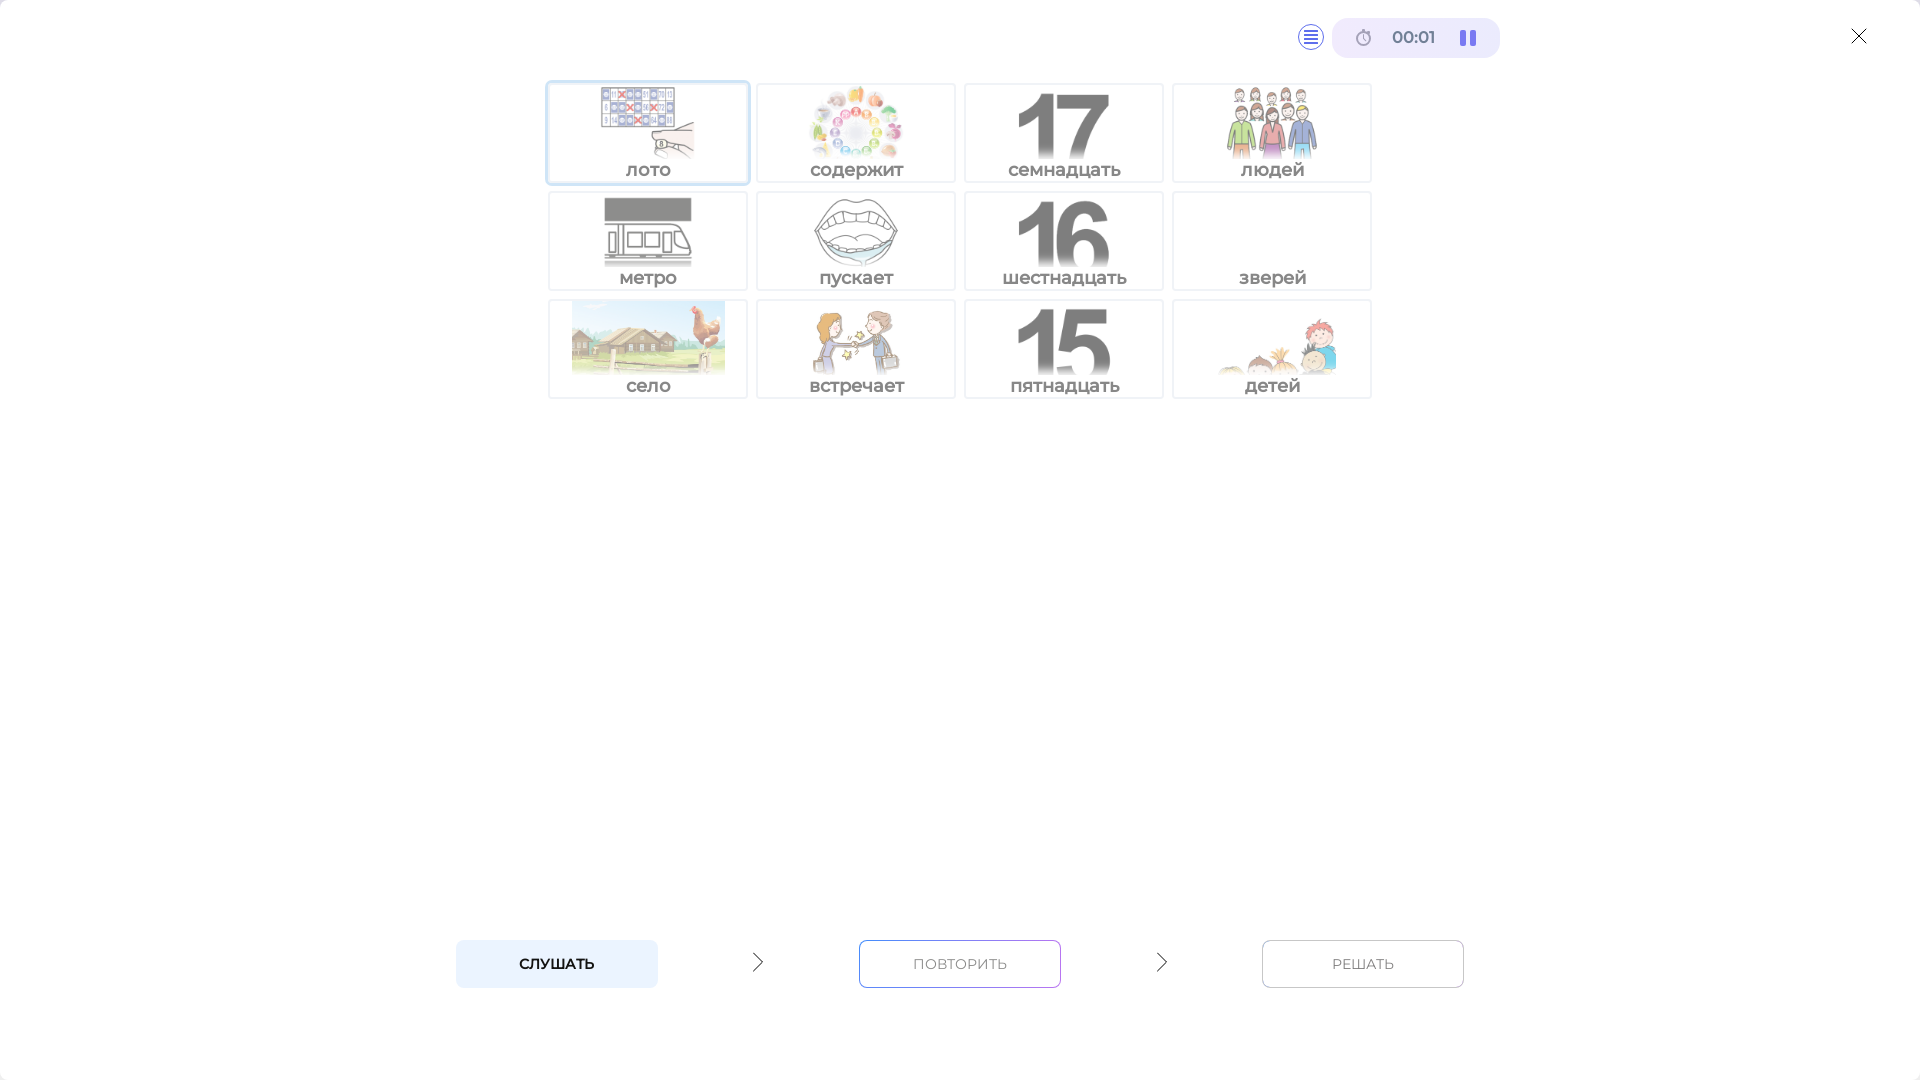 00:01
лото
содержит
17
семнадцать
людей
метро
пускает
16
шестнадцать
зверей
село
встречает
15
пятнадцать
детей
СЛУШАТЬ
ПОВТОРИТЬ
РЕШАТЬ